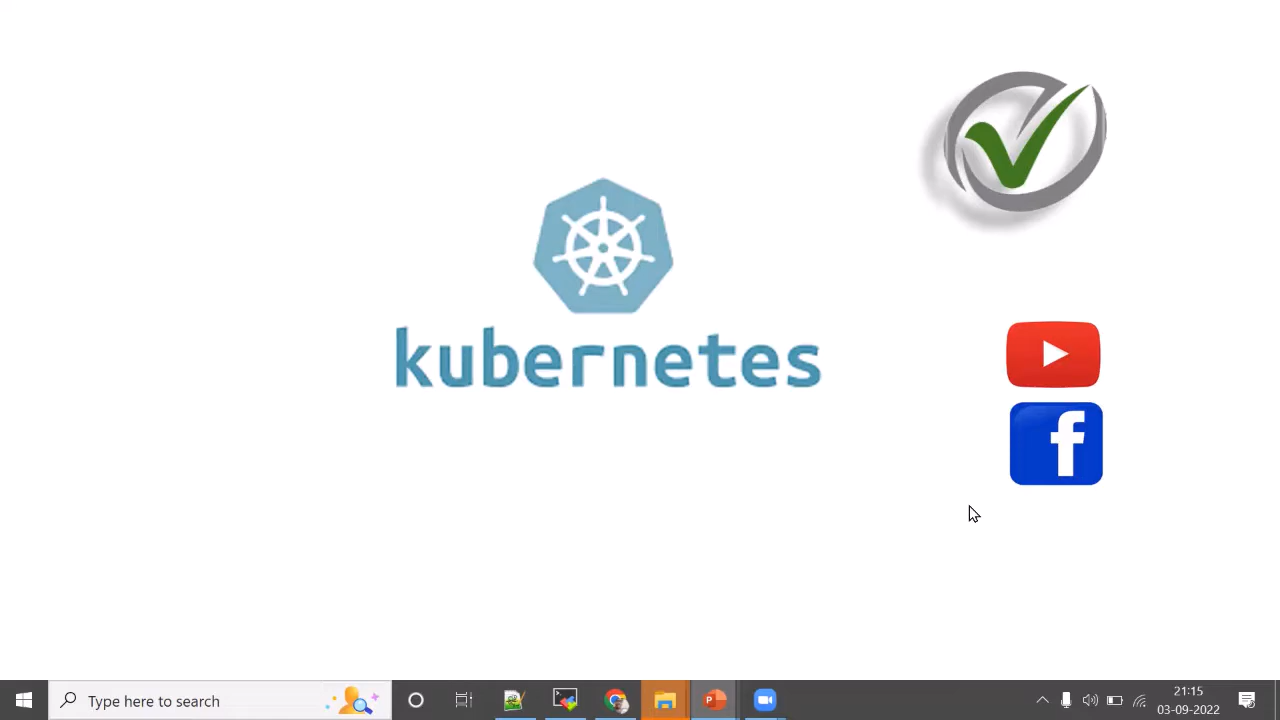 kubernetes
f
Type here to search
21:15
03-09-2022